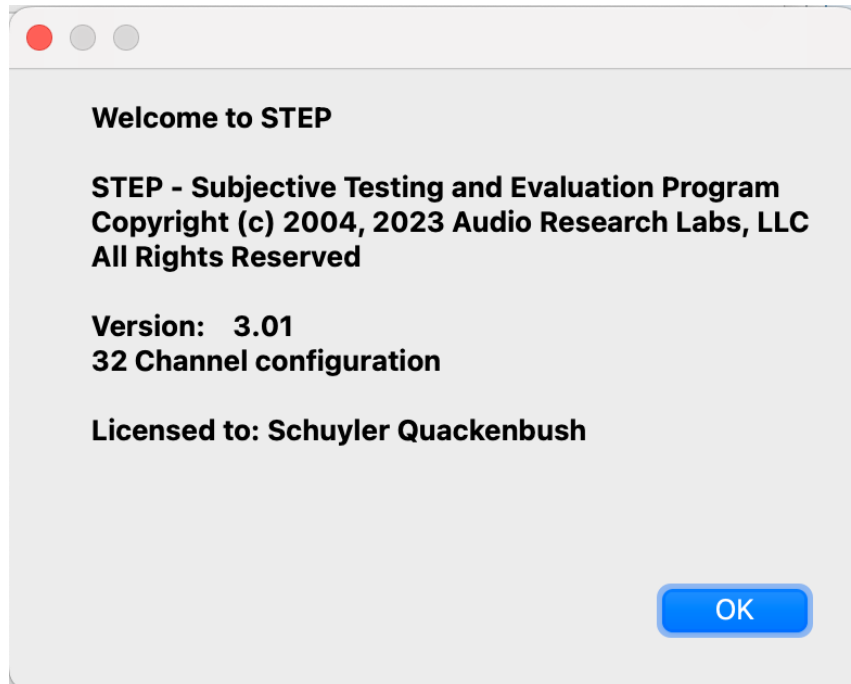 Welcome to STEP
STEP - Subjective Testing and Evaluation Program
Copyright (c) 2004, 2023 Audio Research Labs, LLC
All Rights Reserved
Version: 3.01
32 Channel configuration
Licensed to: Schuyler Quackenbush
OK